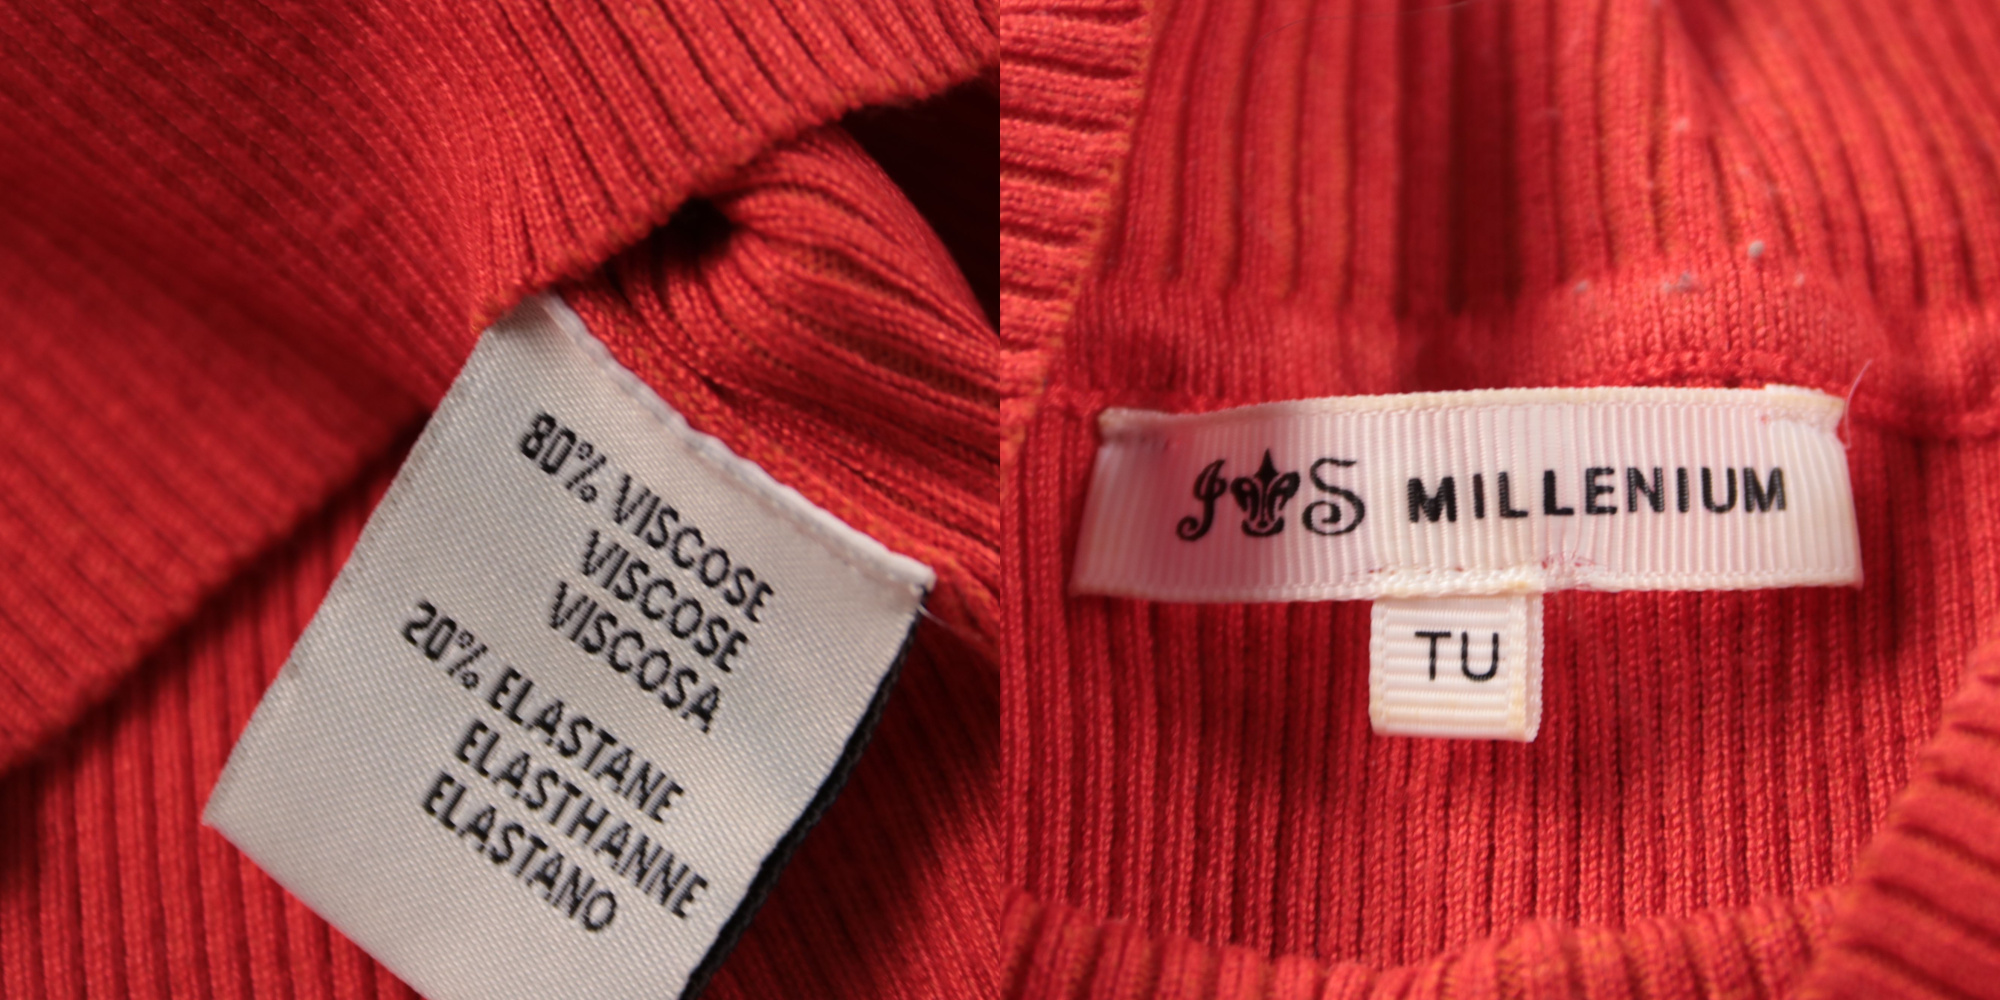 80% VISCOSE
VISCOSE
VISCOSA
20% ELASTANE
ELASTHANNE
ELASTANO
J S MILLENIUM
TU